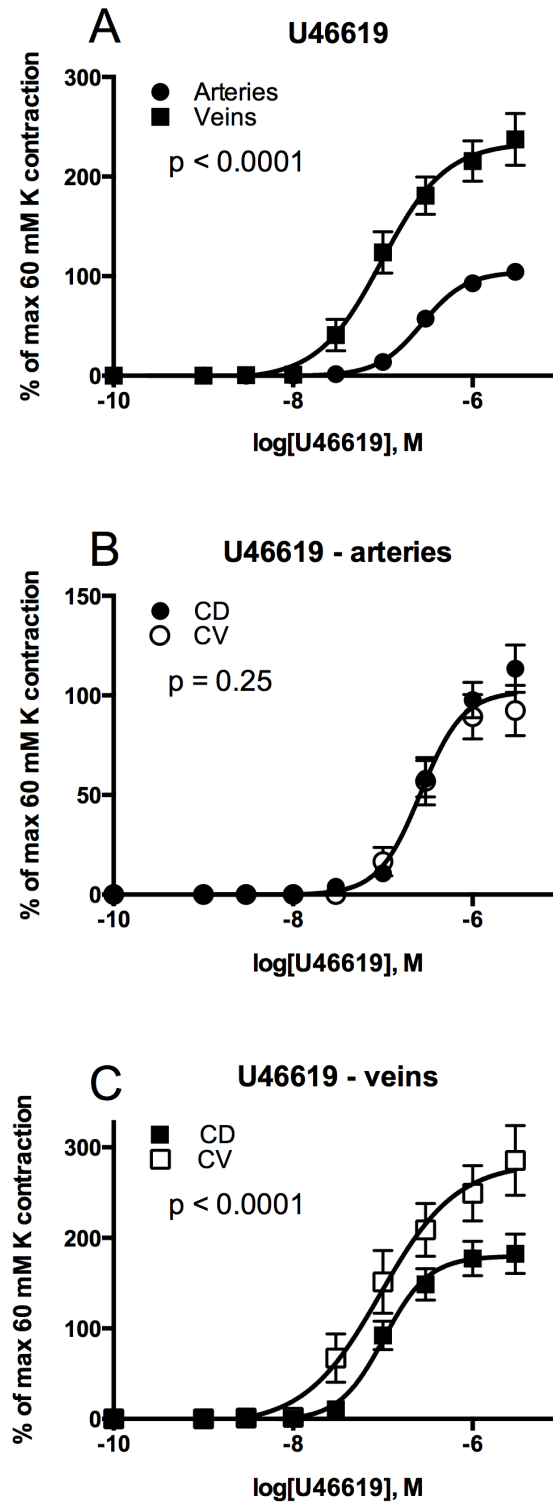 A
U46619
% of max 60 mM K contraction
300
200
100
0
Arteries
Veins
p < 0.0001
-10
-8
-6
log[U46619], M
B
U46619 - arteries
% of max 60 mM K contraction
150
100
50
0
CD
CV
p = 0.25
-10
-8
-6
log[U46619], M
C
U46619 - veins
% of max 60 mM K contraction
300
200
100
0
CD
CV
p < 0.0001
-10
-8
-6
log[U46619], M